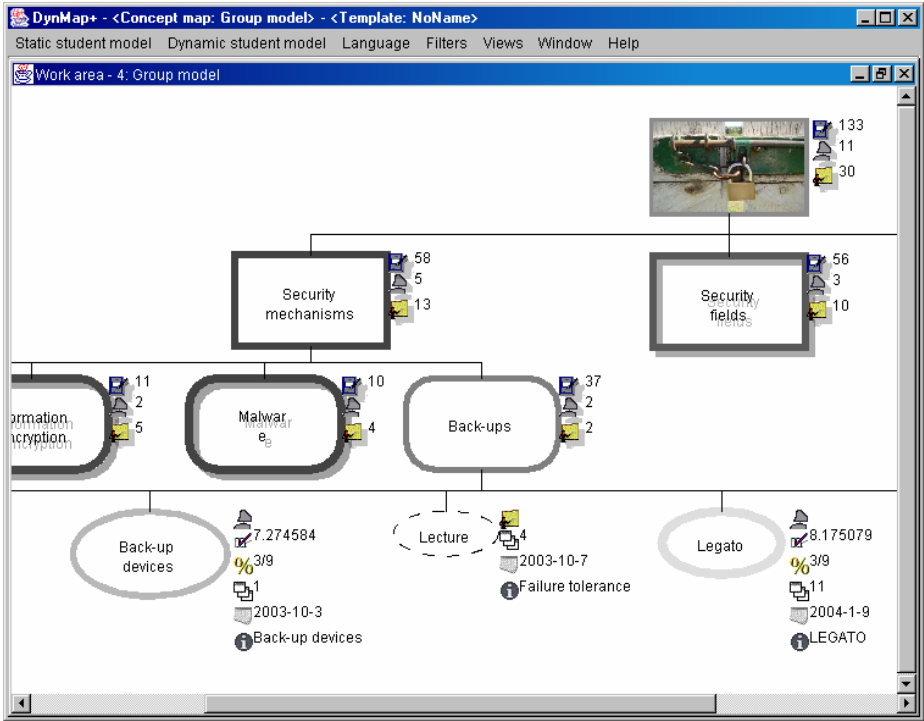 DynMap+ - <Concept map: Group model> - <Template: NoName>
Static student model Dynamic student model Language Filters Views Window Help
Work area - 4: Group model
133
11
30
58
5
13
Security
mechanisms
56
3
10
Security
fields
11
2
5
ormation
ncryption
10
4
Malwar
e
37
2
2
Back-ups
Back-up
devices
7.274584
% 3/9
1
2003-10-3
Back-up devices
Lecture
4
2003-10-7
Failure tolerance
Legato
8.175079
% 3/9
11
2004-1-9
LEGATO